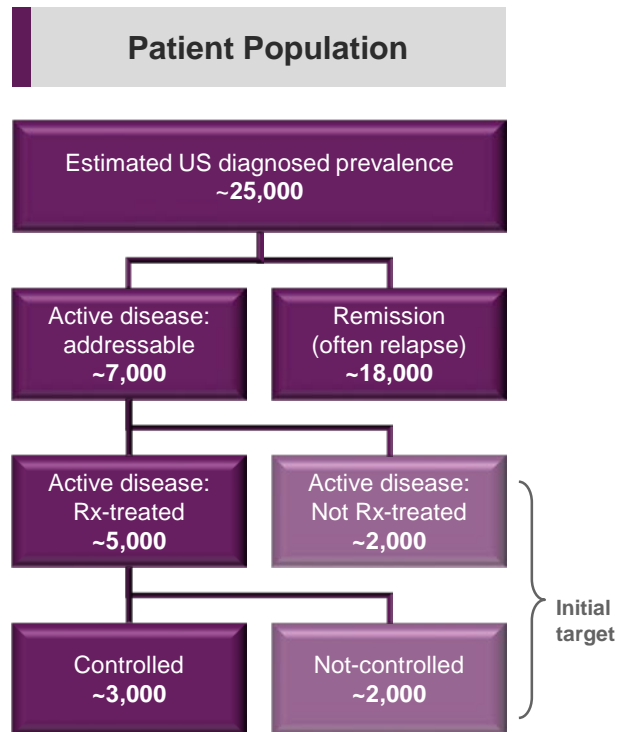 Patient Population
Estimated US diagnosed prevalence
~25,000
Active disease:
addressable
~7,000
Remission
(often relapse)
~18,000
Active disease:
Rx-treated
~5,000
Active disease:
Not Rx-treated
~2,000
Initial
target
Controlled
~3,000
Not-controlled
~2,000